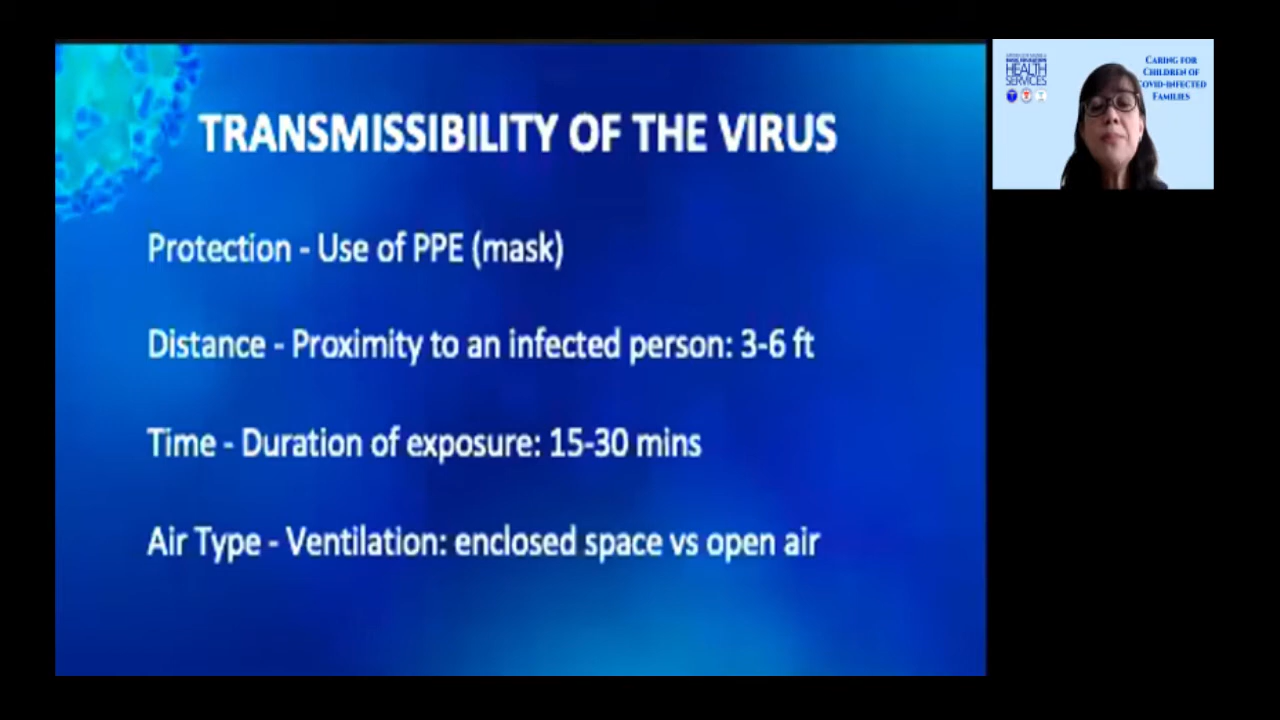 TRANSMISSIBILITY OF THE VIRUS
Protection - Use of PPE (mask)
Distance - Proximity to an infected person: 3-6 ft
Time - Duration of exposure: 15-30 mins
Air Type - Ventilation: enclosed space vs open air
HEALTH
SERVICES
CARING FOR
CHILDREN OF
COVID-INFECTED
FAMILIES